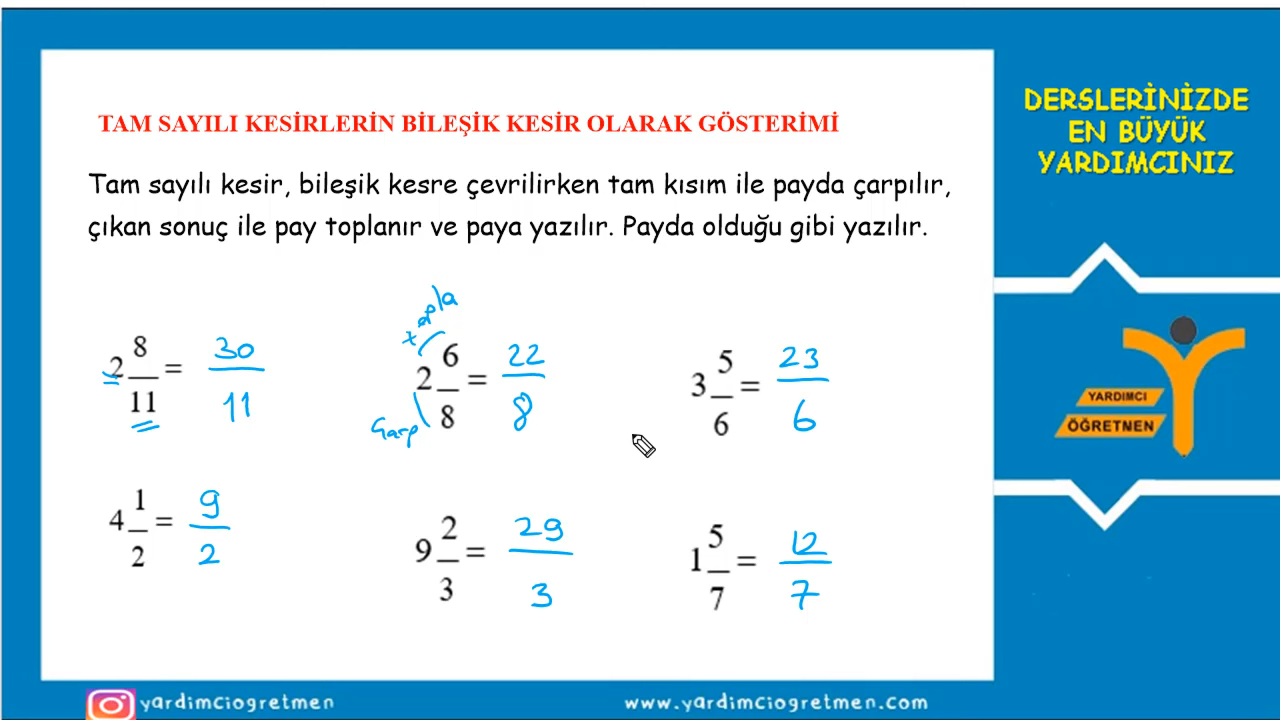 TAM SAYILI KESİRLERİN BİLEŞİK KESİR OLARAK GÖSTERİMİ
Tam sayılı kesir, bileşik kesre çevrilirken tam kısım ile payda çarpılır,
çıkan sonuç ile pay toplanır ve paya yazılır. Payda olduğu gibi yazılır.
2 8/11 = 30/11
2 6/8 = 22/8
Çarp
3 5/6 = 23/6
4 1/2 = 9/2
9 2/3 = 29/3
1 5/7 = 12/7
DERSLERİNİZDE
EN BÜYÜK
YARDIMCINIZ
YARDIMCI
ÖĞRETMEN
yardimciogretmen
www.yardimciogretmen.com